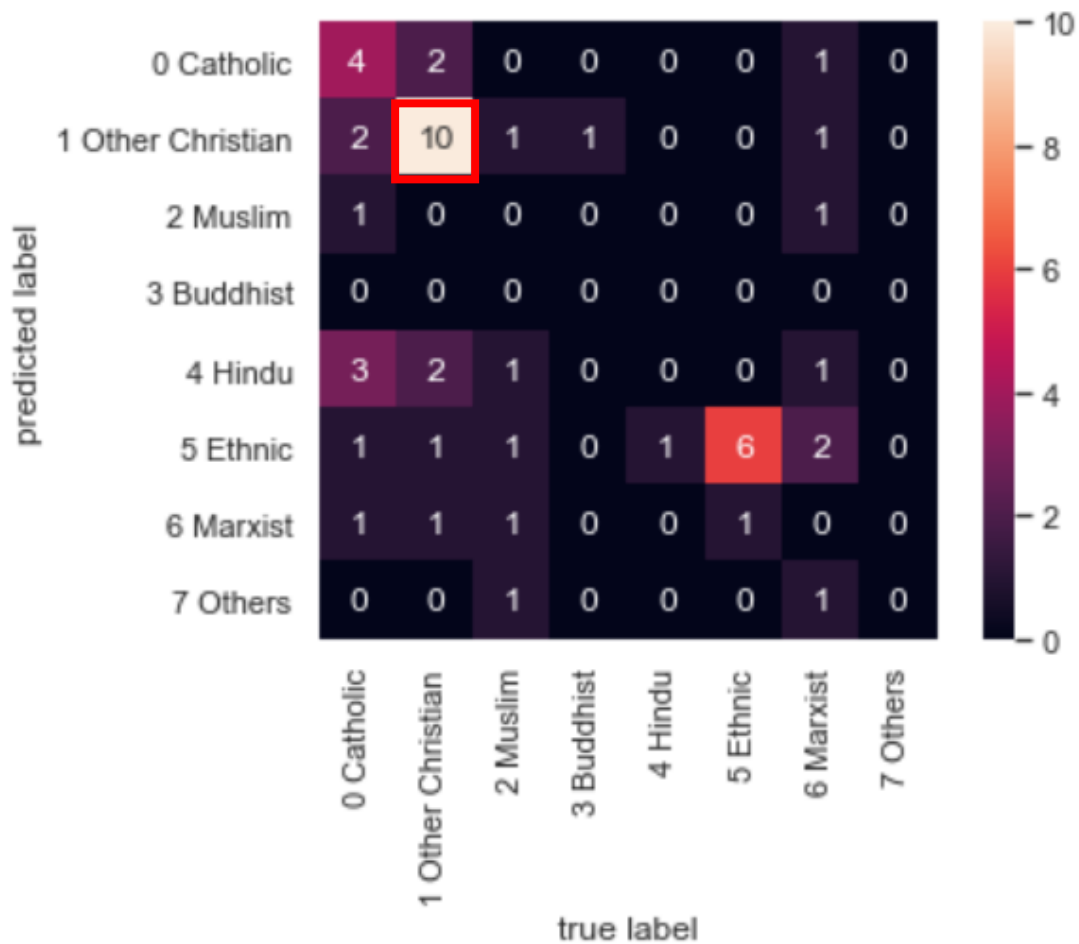 0 Catholic 4 2 0 0 0 0 1 0
1 Other Christian 2 10 1 1 0 0 1 0
2 Muslim 1 0 0 0 0 0 1 0
3 Buddhist 0 0 0 0 0 0 0 0
4 Hindu 3 2 1 0 0 0 1 0
5 Ethnic 1 1 1 0 1 6 2 0
6 Marxist 1 1 1 0 0 1 0 0
7 Others 0 0 1 0 0 0 1 0
predicted label
0 Catholic
1 Other Christian
2 Muslim
3 Buddhist
4 Hindu
5 Ethnic
6 Marxist
7 Others
true label
10
8
6
4
2
0